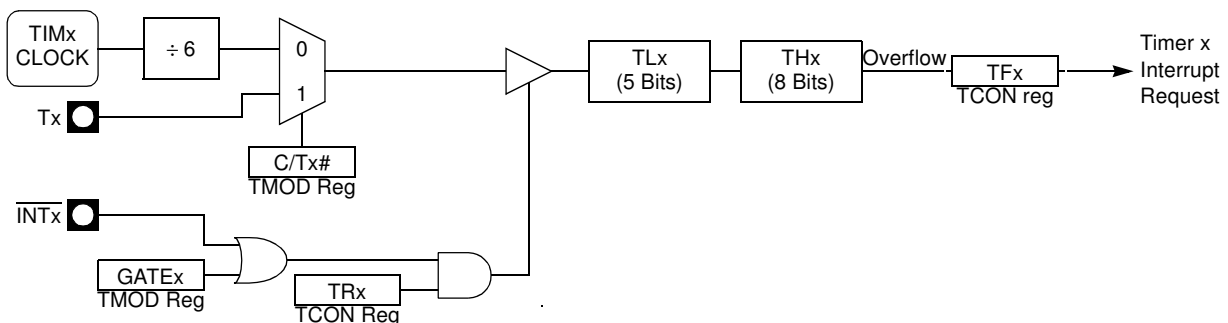 TIMx
CLOCK
÷ 6
0
1
Tx
C/Tx#
TMOD Reg
TLx
(5 Bits)
THx
(8 Bits)
Overflow
TFx
TCON reg
Timer x
Interrupt
Request
INTx
GATEx
TMOD Reg
TRx
TCON Reg